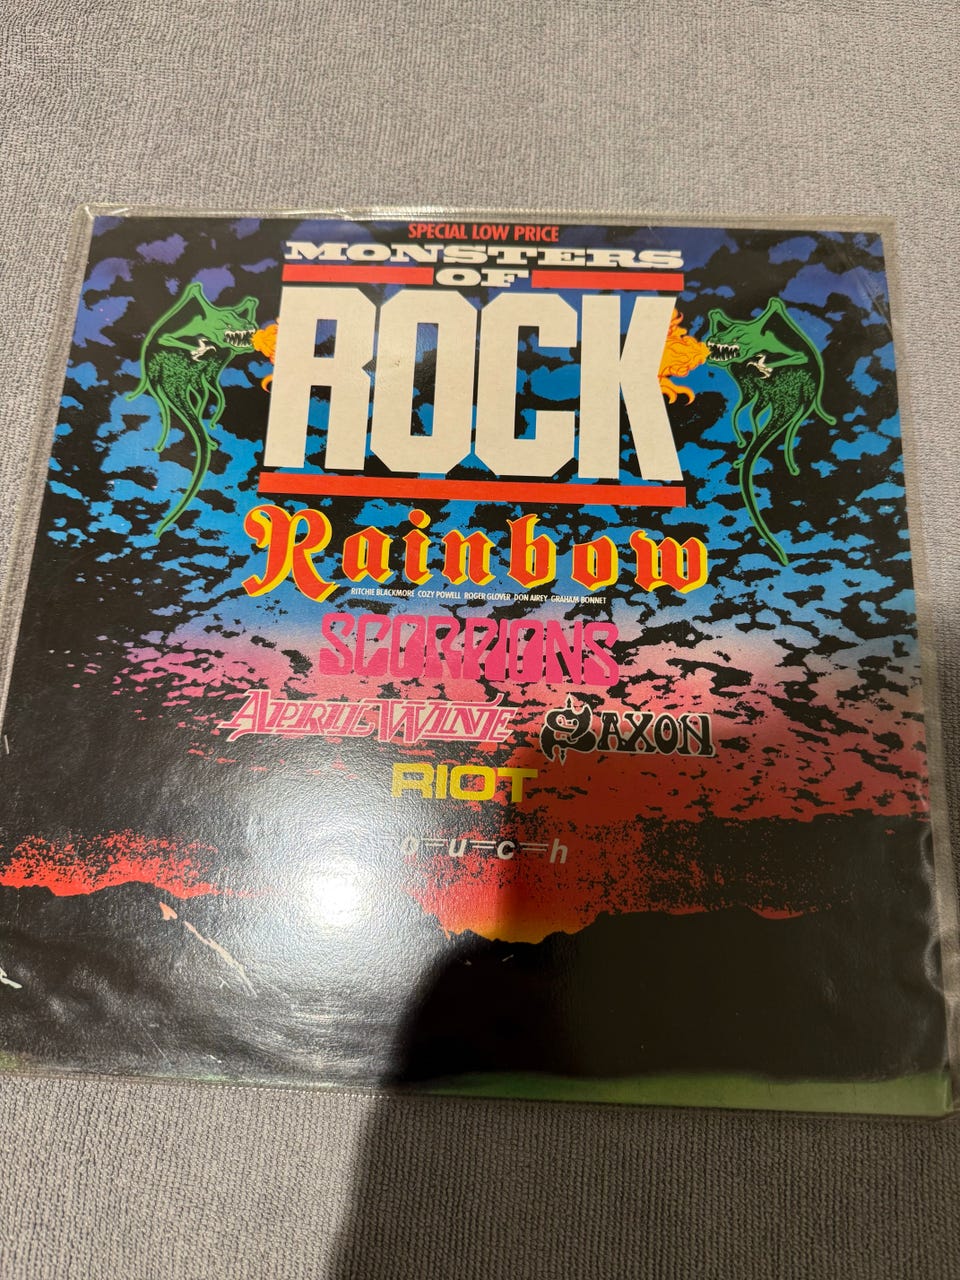 SPECIAL LOW PRICE
MONSTERS
OF
ROCK
Rainbow
RITCHIE BLACKMORE COZY POWELL ROGER GLOVER DON AIREY GRAHAM BONNET
SCORPIONS
APRIL WINE SAXON
RIOT
o=u=c=h